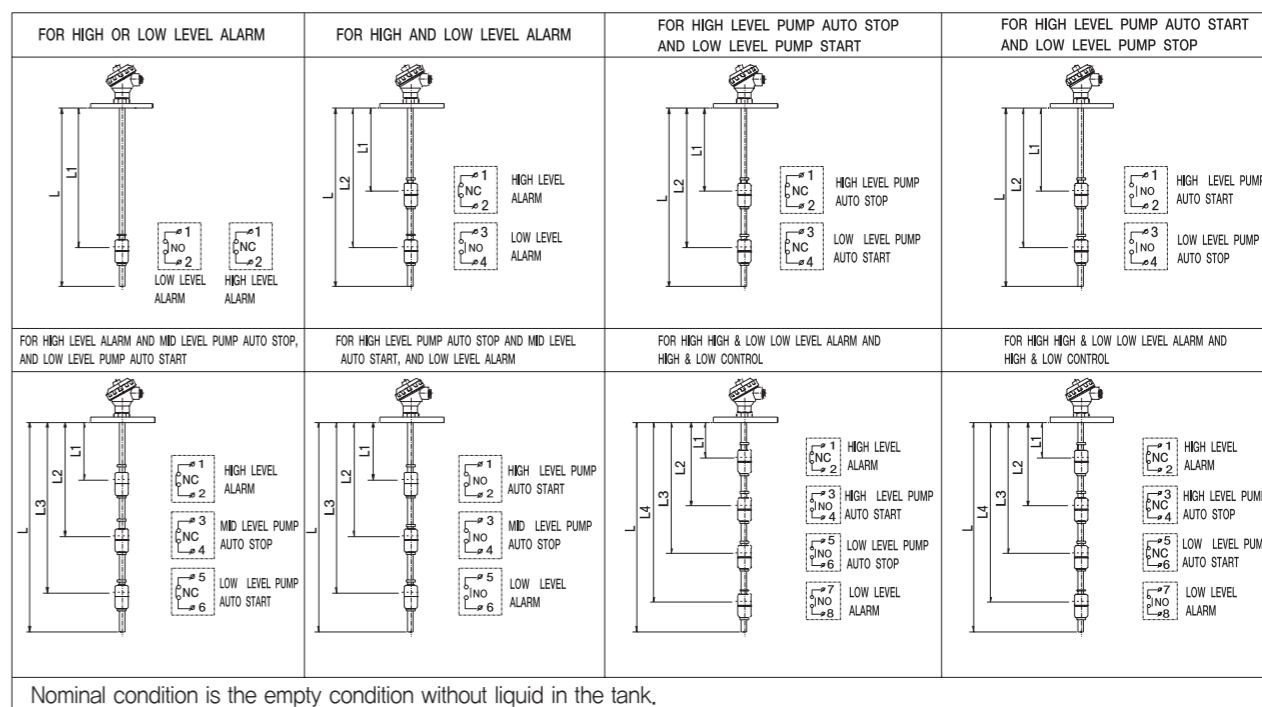 FOR HIGH OR LOW LEVEL ALARM
FOR HIGH AND LOW LEVEL ALARM
FOR HIGH LEVEL PUMP AUTO STOP
AND LOW LEVEL PUMP START
FOR HIGH LEVEL PUMP AUTO START
AND LOW LEVEL PUMP STOP
L
L1
1
NO
2
LOW LEVEL
ALARM
1
NC
2
HIGH LEVEL
ALARM
L
L2
L1
1
NC
2
HIGH LEVEL
ALARM
3
NO
4
LOW LEVEL
ALARM
L
L2
L1
1
NC
2
HIGH LEVEL PUMP
AUTO STOP
3
NC
4
LOW LEVEL PUMP
AUTO START
L
L2
L1
1
NO
2
HIGH LEVEL PUMP
AUTO START
3
NO
4
LOW LEVEL PUMP
AUTO STOP
FOR HIGH LEVEL ALARM AND MID LEVEL PUMP AUTO STOP,
AND LOW LEVEL PUMP AUTO START
FOR HIGH LEVEL PUMP AUTO STOP AND MID LEVEL
AUTO START, AND LOW LEVEL ALARM
FOR HIGH HIGH & LOW LOW LEVEL ALARM AND
HIGH & LOW CONTROL
FOR HIGH HIGH & LOW LOW LEVEL ALARM AND
HIGH & LOW CONTROL
L
L3
L2
L1
1
NC
2
HIGH LEVEL
ALARM
3
NC
4
MID LEVEL PUMP
AUTO STOP
5
NC
6
LOW LEVEL PUMP
AUTO START
L
L3
L2
L1
1
NO
2
HIGH LEVEL PUMP
AUTO START
3
NO
4
MID LEVEL PUMP
AUTO STOP
5
NO
6
LOW LEVEL
ALARM
L
L4
L3
L2
L1
1
NC
2
HIGH LEVEL
ALARM
3
NO
4
HIGH LEVEL PUMP
AUTO START
5
NO
6
LOW LEVEL PUMP
AUTO STOP
7
NO
8
LOW LEVEL
ALARM
L
L4
L3
L2
L1
1
NC
2
HIGH LEVEL
ALARM
3
NC
4
HIGH LEVEL PUMP
AUTO STOP
5
NC
6
LOW LEVEL PUM
AUTO START
7
NO
8
LOW LEVEL
ALARM
Nominal condition is the empty condition without liquid in the tank.